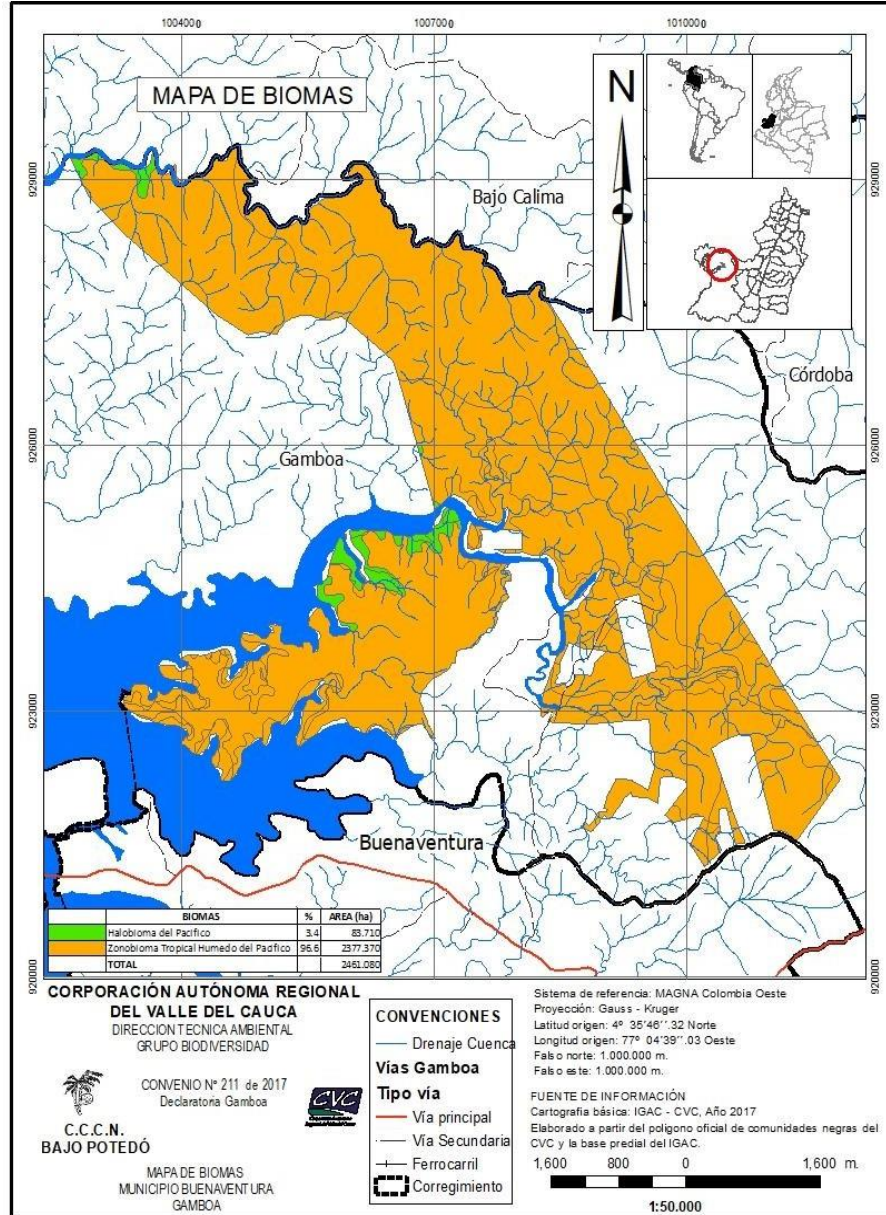 1004000 1007000 1010000
MAPA DE BIOMAS
N
929000 929000
Bajo Calima
Córdoba
926000 926000
Gamboa
923000 923000
Buenaventura
BIOMAS % AREA (ha)
Halobioma del Pacifico 3.4 83.710
Zonobioma Tropical Humedo del Pacifico 96.6 2377.370
TOTAL 2461.080
920000 920000
CORPORACIÓN AUTÓNOMA REGIONAL
DEL VALLE DEL CAUCA
DIRECCION TECNICA AMBIENTAL
GRUPO BIODIVERSIDAD
CONVENIO N° 211 de 2017
Declaratoria Gamboa
C.C.C.N.
BAJO POTEDÓ
CVC
MAPA DE BIOMAS
MUNICIPIO BUENAVENTURA
GAMBOA
CONVENCIONES
Drenaje Cuenca
Vías Gamboa
Tipo vía
Vía principal
Vía Secundaria
Ferrocarril
Corregimiento
Sistema de referencia: MAGNA Colombia Oeste
Proyección: Gauss - Kruger
Latitud origen: 4º 35'46''.32 Norte
Longitud origen: 77º 04'39''.03 Oeste
Falso norte: 1.000.000 m.
Falso este: 1.000.000 m.
FUENTE DE INFORMACIÓN
Cartografia básica: IGAC - CVC, Año 2017
Elaborado a partir del poligono oficial de comunidades negras del
CVC y la base predial del IGAC.
1,600 800 0 1,600 m.
1:50.000